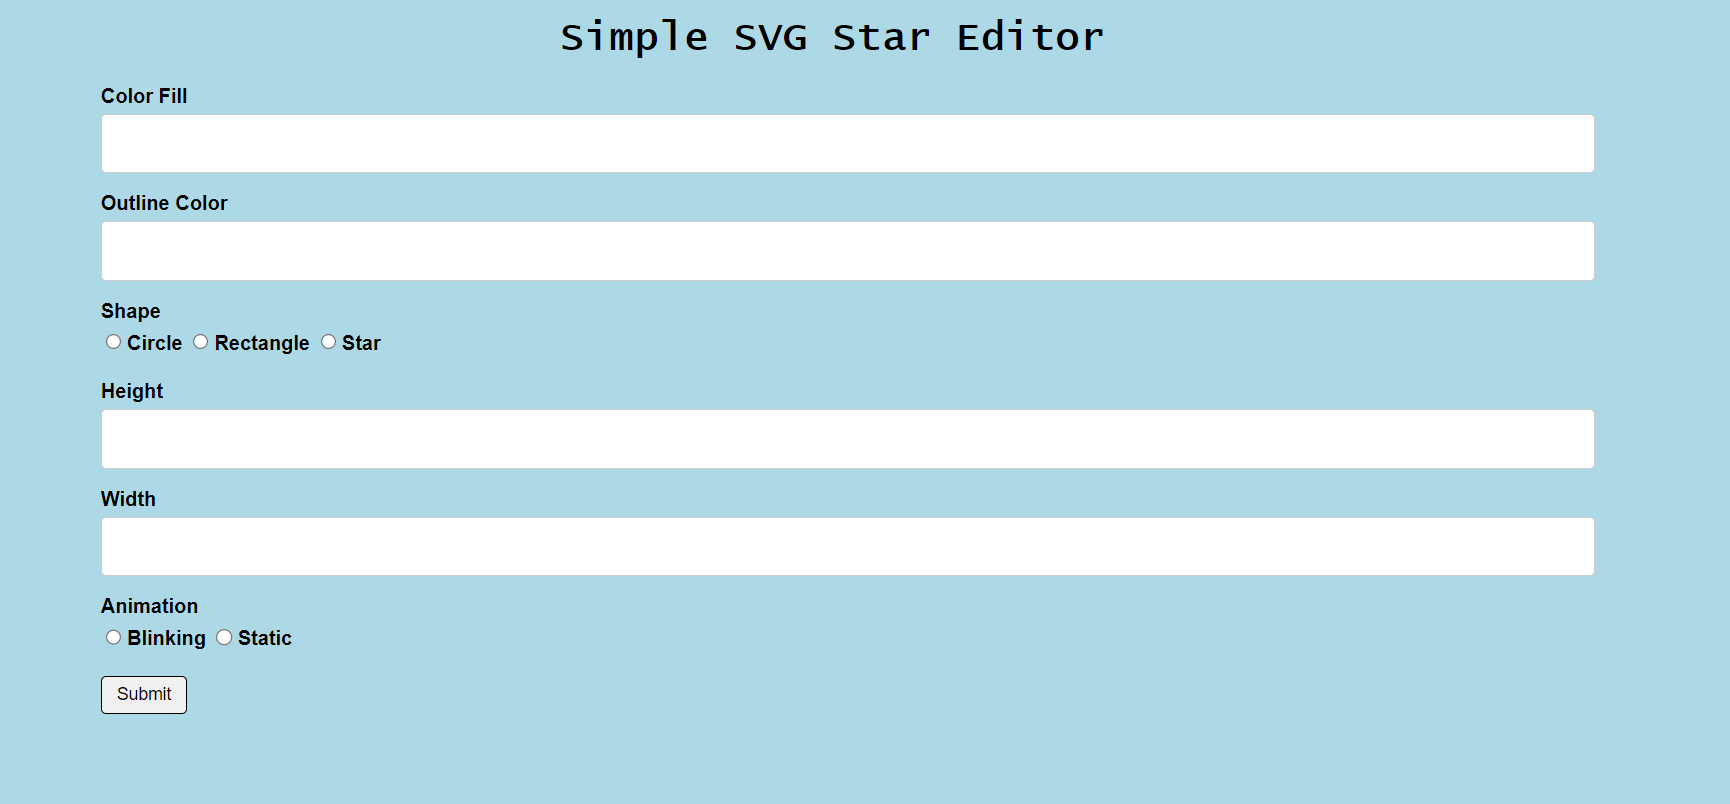 Simple SVG Star Editor
Color Fill
Outline Color
Shape
Circle Rectangle Star
Height
Width
Animation
Blinking Static
Submit